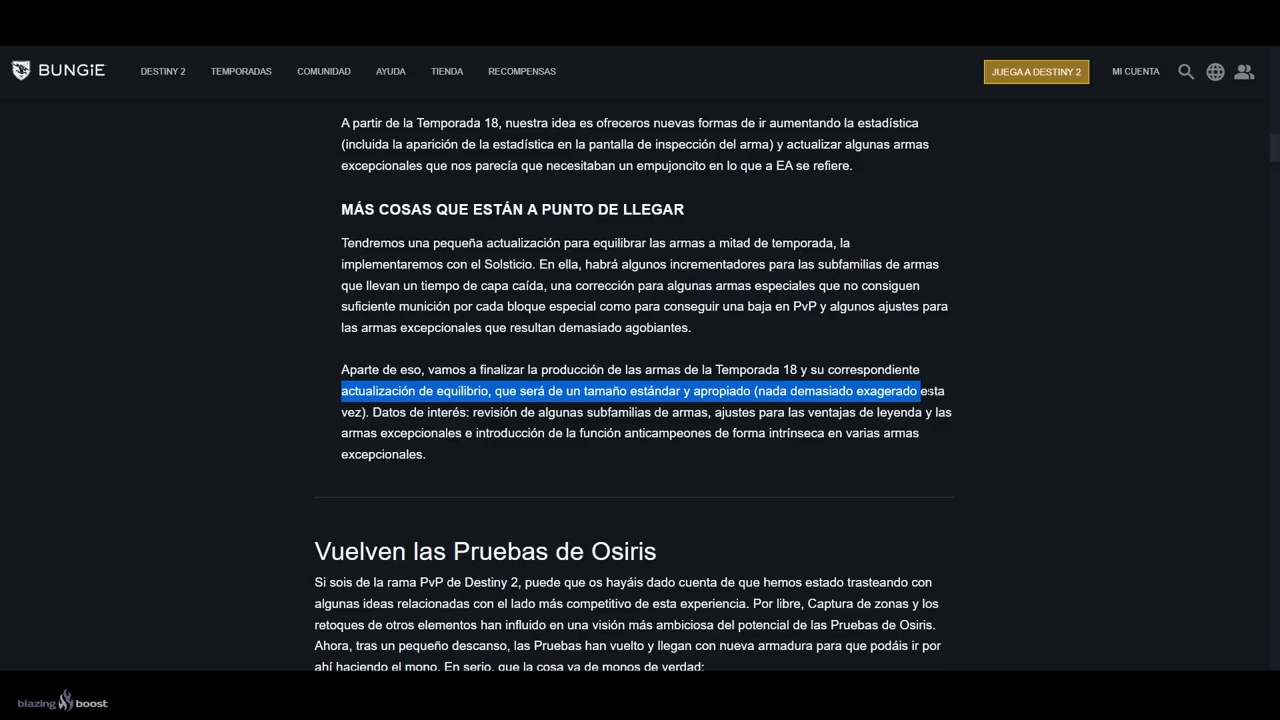 BUNGiE DESTINY 2 TEMPORADAS COMUNIDAD AYUDA TIENDA RECOMPENSAS JUEGA A DESTINY 2 MI CUENTA
A partir de la Temporada 18, nuestra idea es ofreceros nuevas formas de ir aumentando la estadística
(incluida la aparición de la estadística en la pantalla de inspección del arma) y actualizar algunas armas
excepcionales que nos parecía que necesitaban un empujoncito en lo que a EA se refiere.
MÁS COSAS QUE ESTÁN A PUNTO DE LLEGAR
Tendremos una pequeña actualización para equilibrar las armas a mitad de temporada, la
implementaremos con el Solsticio. En ella, habrá algunos incrementadores para las subfamilias de armas
que llevan un tiempo de capa caída, una corrección para algunas armas especiales que no consiguen
suficiente munición por cada bloque especial como para conseguir una baja en PvP y algunos ajustes para
las armas excepcionales que resultan demasiado agobiantes.
Aparte de eso, vamos a finalizar la producción de las armas de la Temporada 18 y su correspondiente
actualización de equilibrio, que será de un tamaño estándar y apropiado (nada demasiado exagerado esta
vez). Datos de interés: revisión de algunas subfamilias de armas, ajustes para las ventajas de leyenda y las
armas excepcionales e introducción de la función anticampeones de forma intrínseca en varias armas
excepcionales.
Vuelven las Pruebas de Osiris
Si sois de la rama PvP de Destiny 2, puede que os hayáis dado cuenta de que hemos estado trasteando con
algunas ideas relacionadas con el lado más competitivo de esta experiencia. Por libre, Captura de zonas y los
retoques de otros elementos han influido en una visión más ambiciosa del potencial de las Pruebas de Osiris.
Ahora, tras un pequeño descanso, las Pruebas han vuelto y llegan con nueva armadura para que podáis ir por
ahí haciendo el mono. En serio, que la cosa va de monos de verdad:
blazing boost